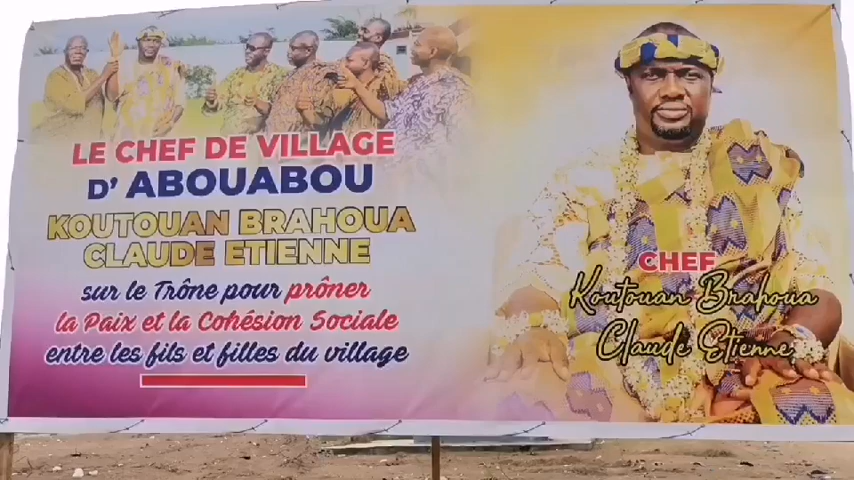 LE CHEF DE VILLAGE
D'ABOUABOU
KOUTOUAN BRAHOUA
CLAUDE ETIENNE
sur le Trône pour Prôner
la Paix et la Cohésion Sociale
entre les fils et filles du village
CHEF
Koutouan Brahoua
Claude Etienne